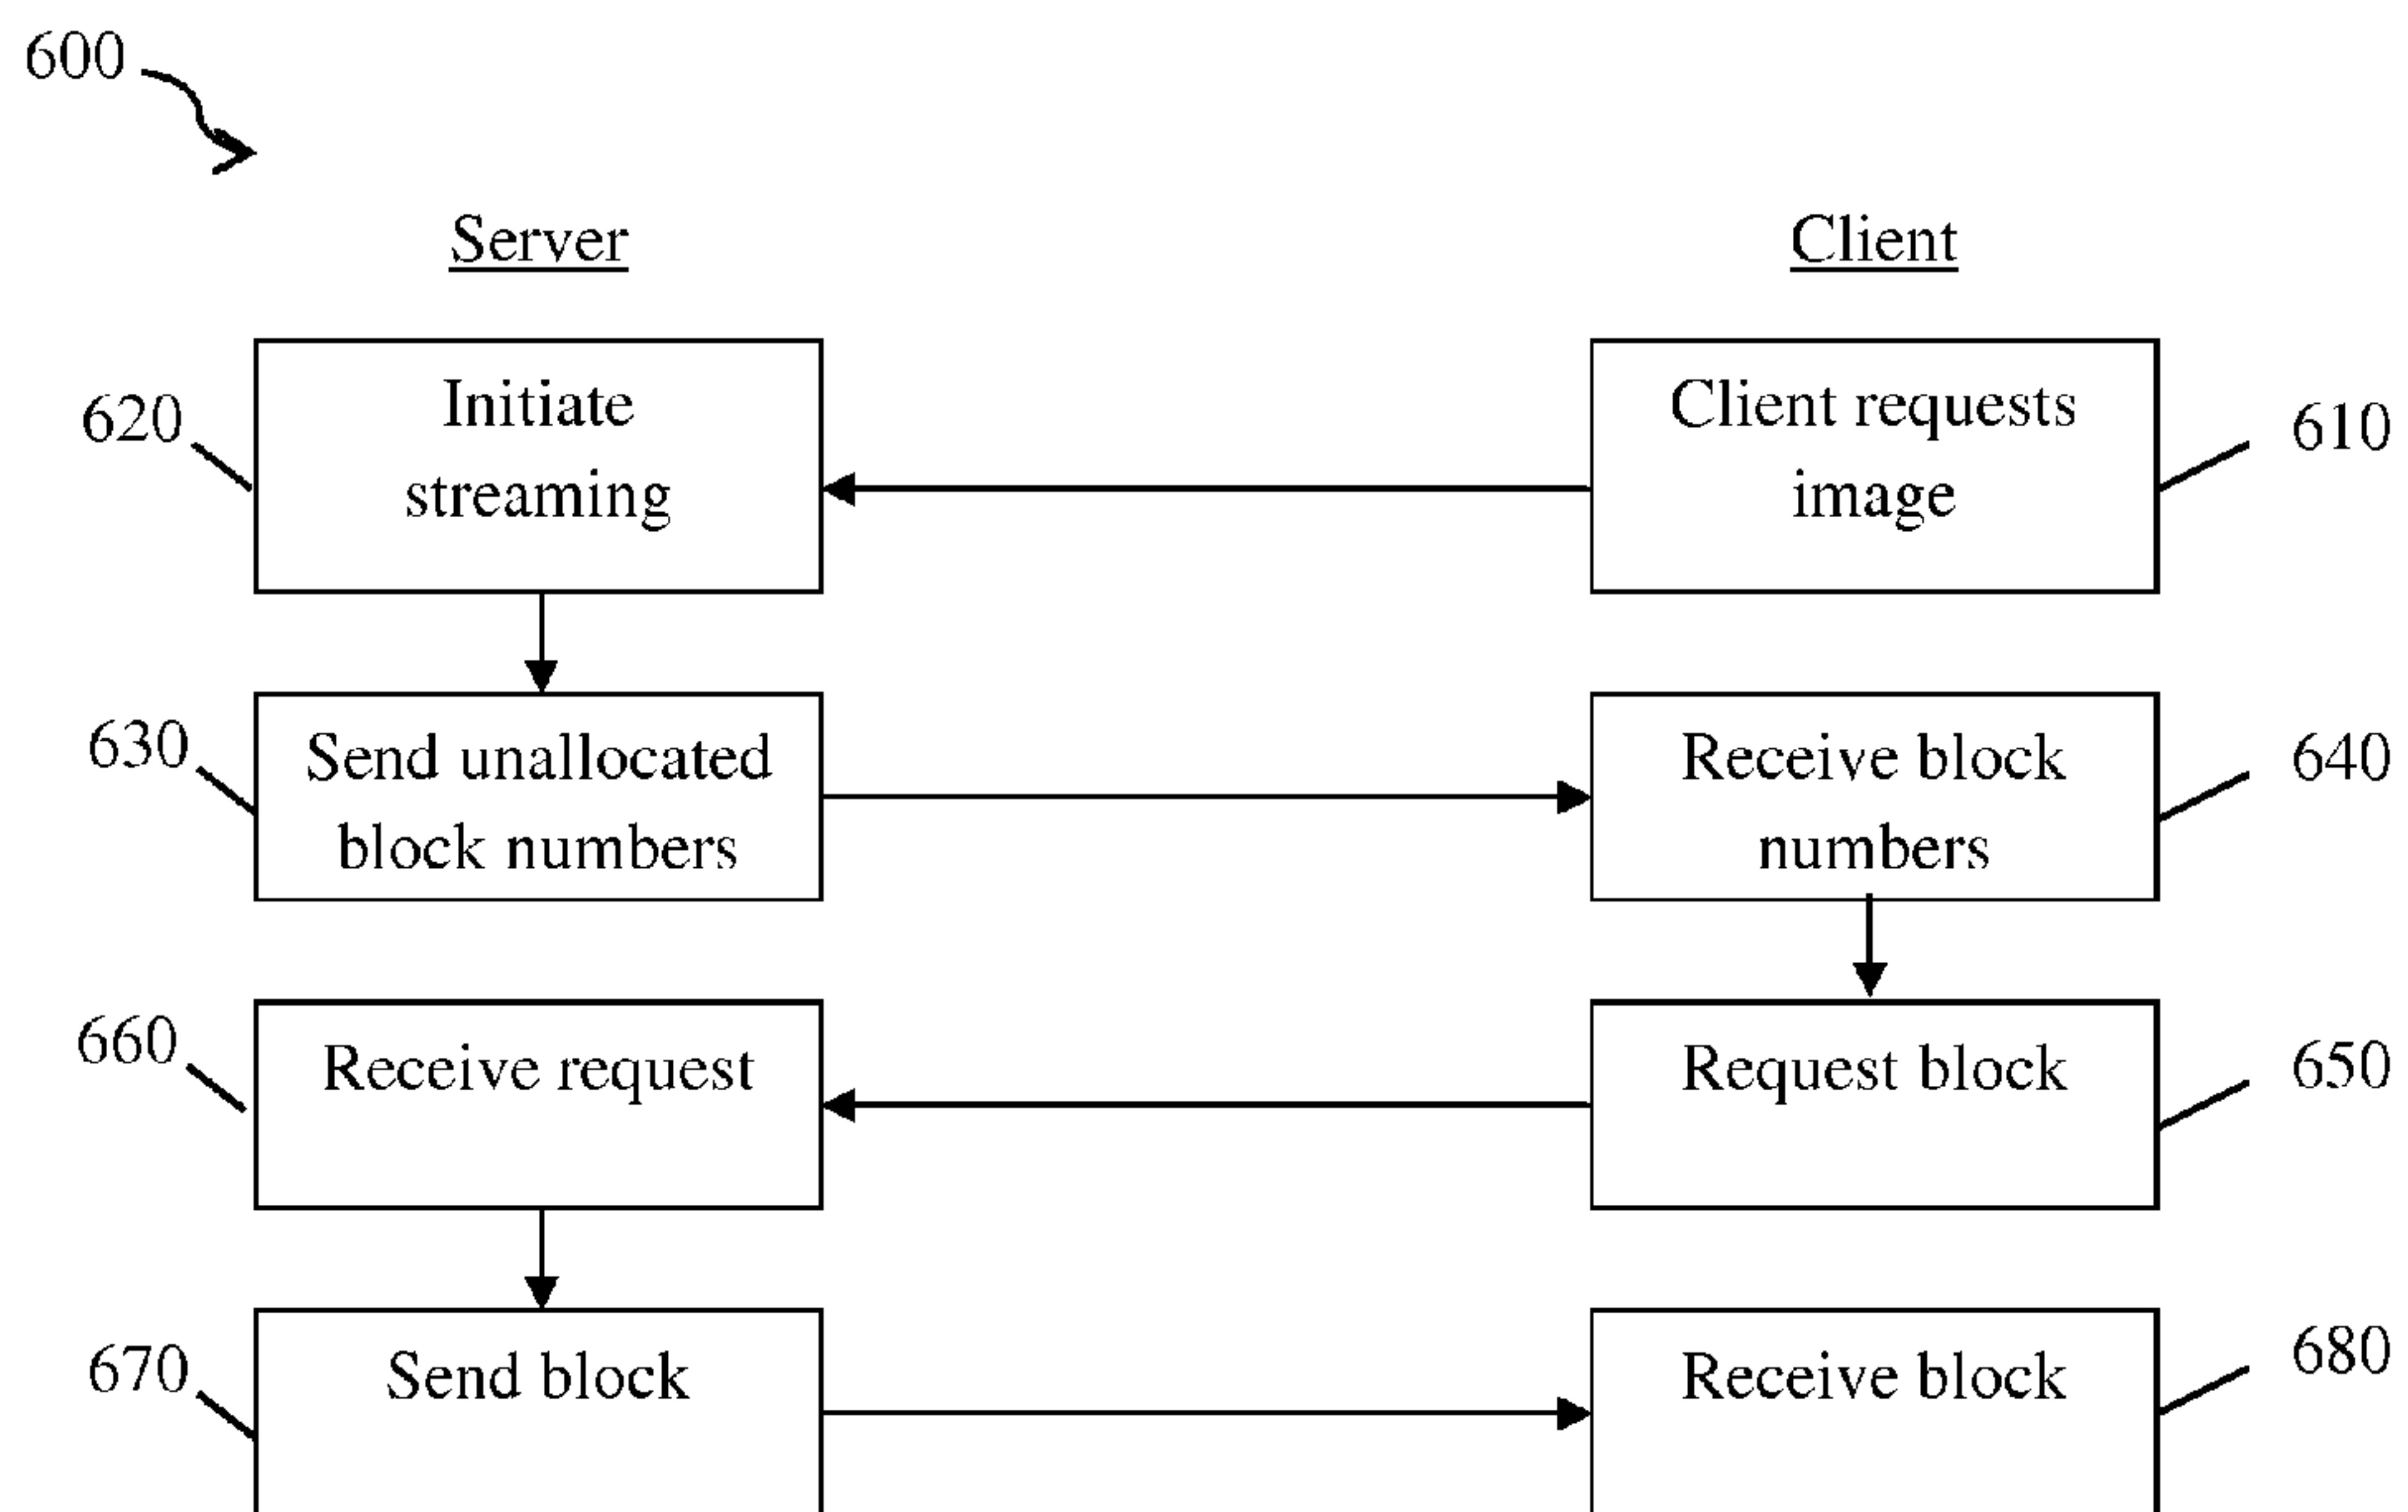 600
Server
Client
620
Initiate
streaming
Client requests
image
610
630
Send unallocated
block numbers
Receive block
numbers
640
660
Receive request
Request block
650
670
Send block
Receive block
680